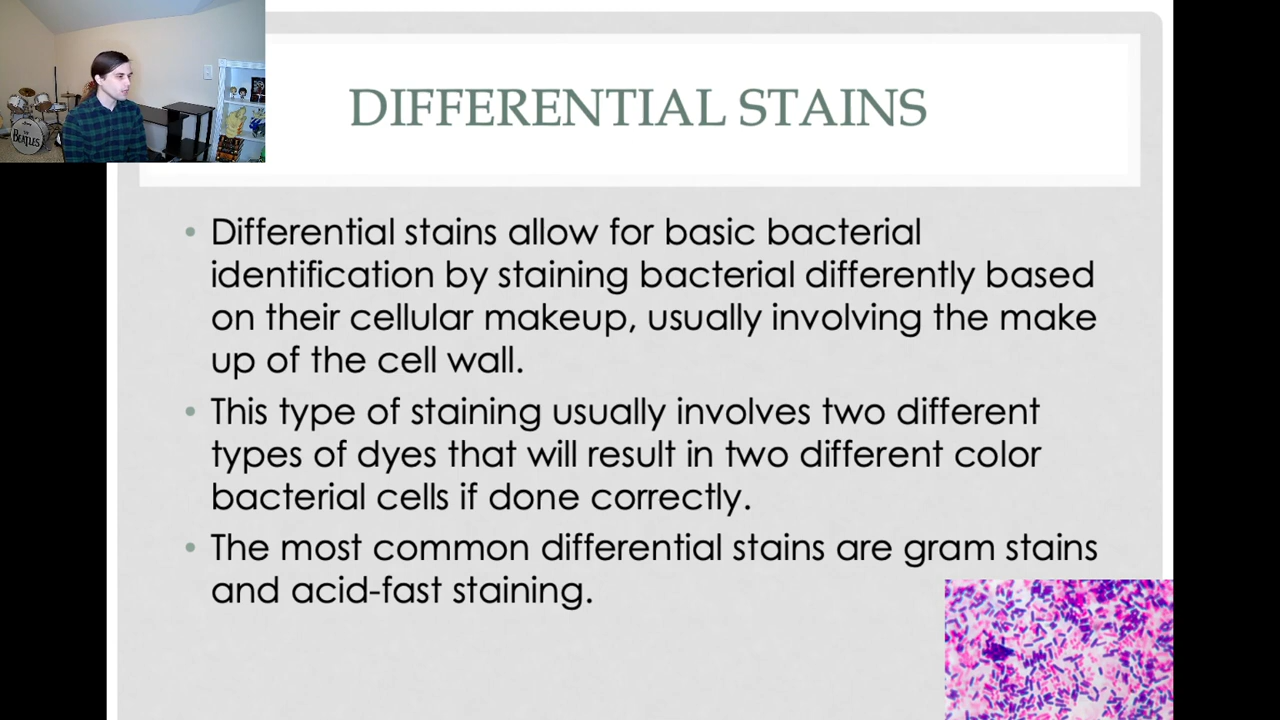 DIFFERENTIAL STAINS
THE
BEATLES
• Differential stains allow for basic bacterial
identification by staining bacterial differently based
on their cellular makeup, usually involving the make
up of the cell wall.
• This type of staining usually involves two different
types of dyes that will result in two different color
bacterial cells if done correctly.
• The most common differential stains are gram stains
and acid-fast staining.